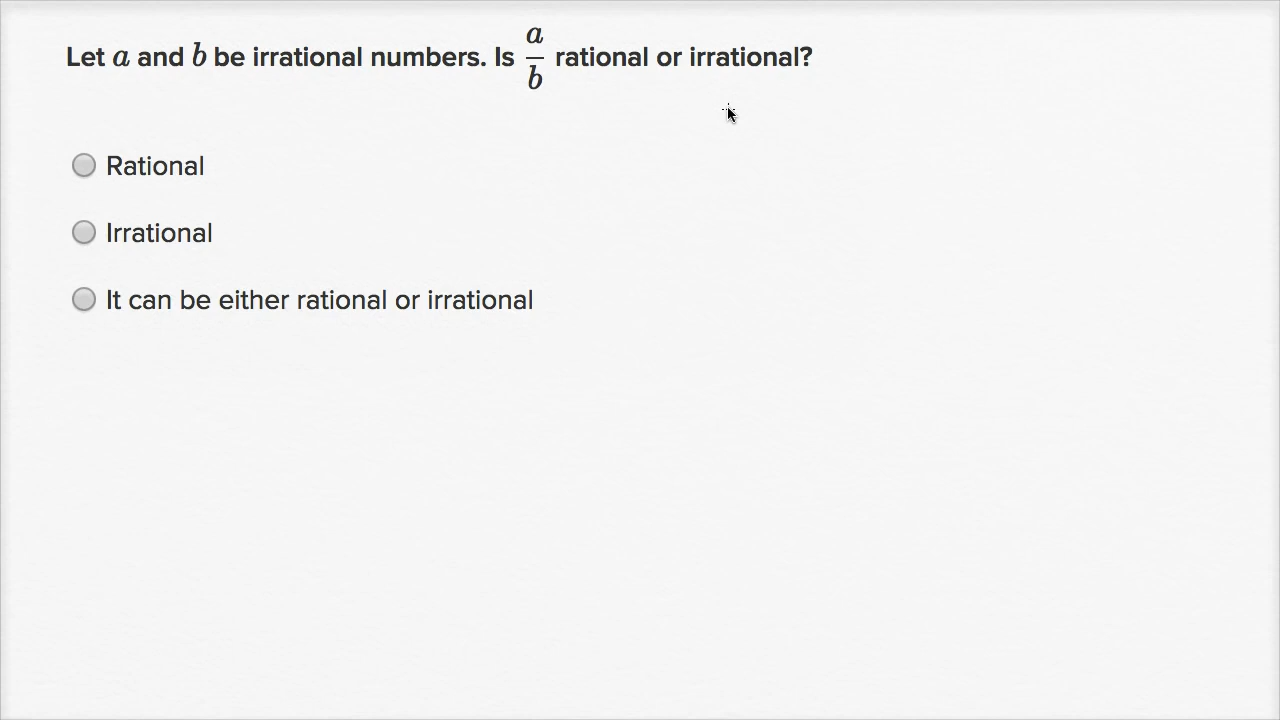 Let a and b be irrational numbers. Is a/b rational or irrational?
Rational
Irrational
It can be either rational or irrational